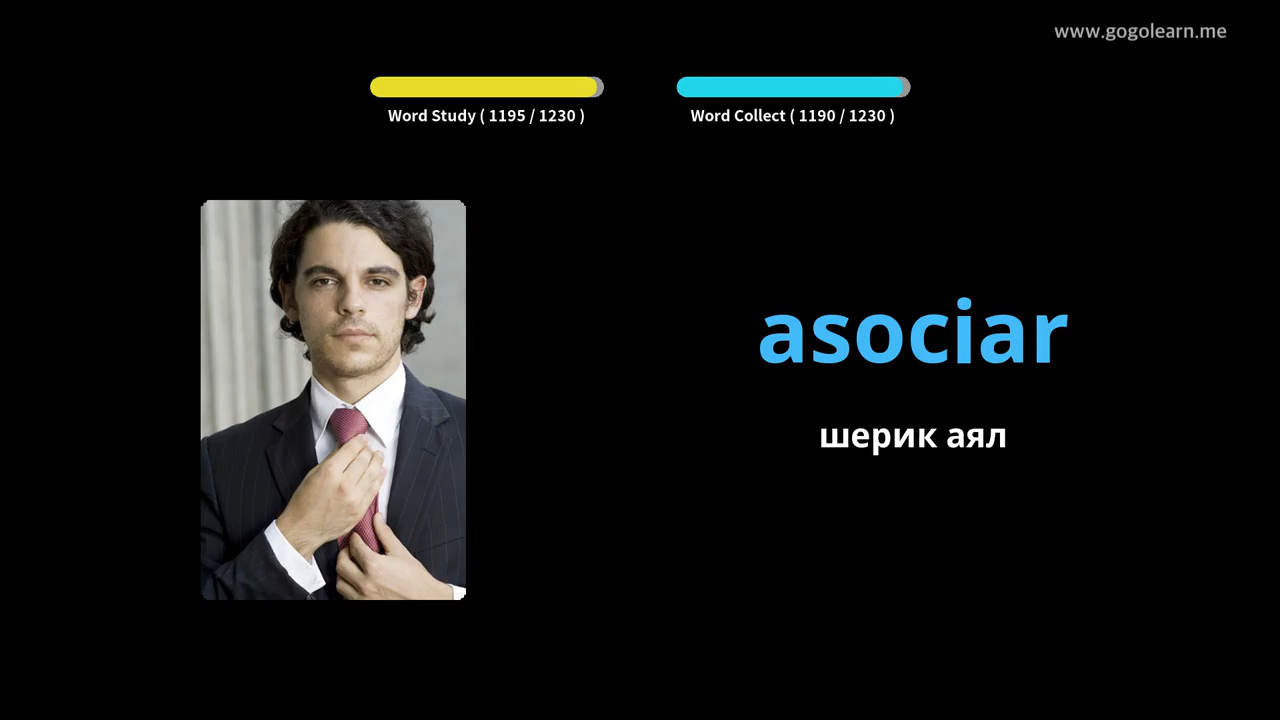 www.gogolearn.me
Word Study ( 1195 / 1230 )
Word Collect ( 1190 / 1230 )
asociar
шерик аял